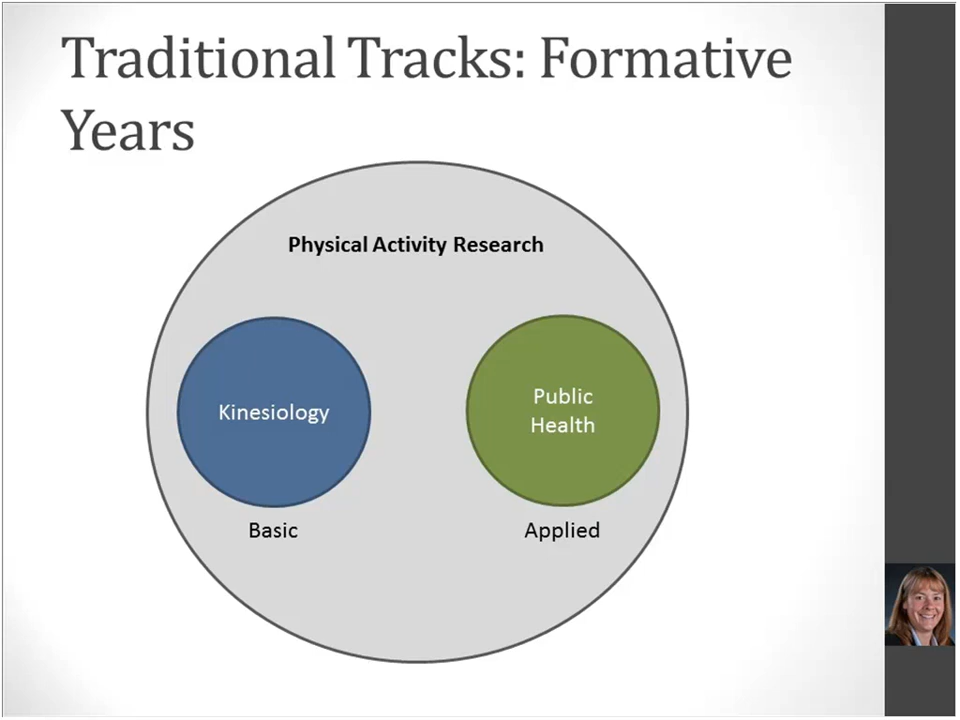 Traditional Tracks: Formative
Years
Physical Activity Research
Kinesiology
Public
Health
Basic
Applied